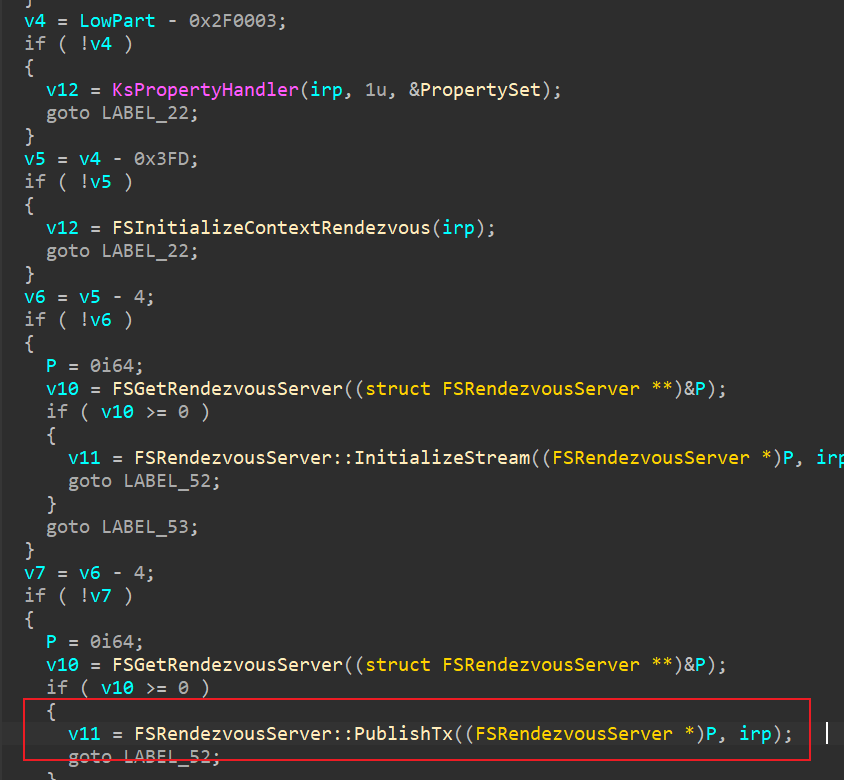 }
v4 = LowPart - 0x2F0003;
if ( !v4 )
{
v12 = KsPropertyHandler(irp, 1u, &PropertySet);
goto LABEL_22;
}
v5 = v4 - 0x3FD;
if ( !v5 )
{
v12 = FSInitializeContextRendezvous(irp);
goto LABEL_22;
}
v6 = v5 - 4;
if ( !v6 )
{
P = 0i64;
v10 = FSGetRendezvousServer((struct FSRendezvousServer **)&P);
if ( v10 >= 0 )
{
v11 = FSRendezvousServer::InitializeStream((FSRendezvousServer *)P, irp
goto LABEL_52;
}
goto LABEL_53;
}
v7 = v6 - 4;
if ( !v7 )
{
P = 0i64;
v10 = FSGetRendezvousServer((struct FSRendezvousServer **)&P);
if ( v10 >= 0 )
{
v11 = FSRendezvousServer::PublishTx((FSRendezvousServer *)P, irp);
goto LABEL_52;
}